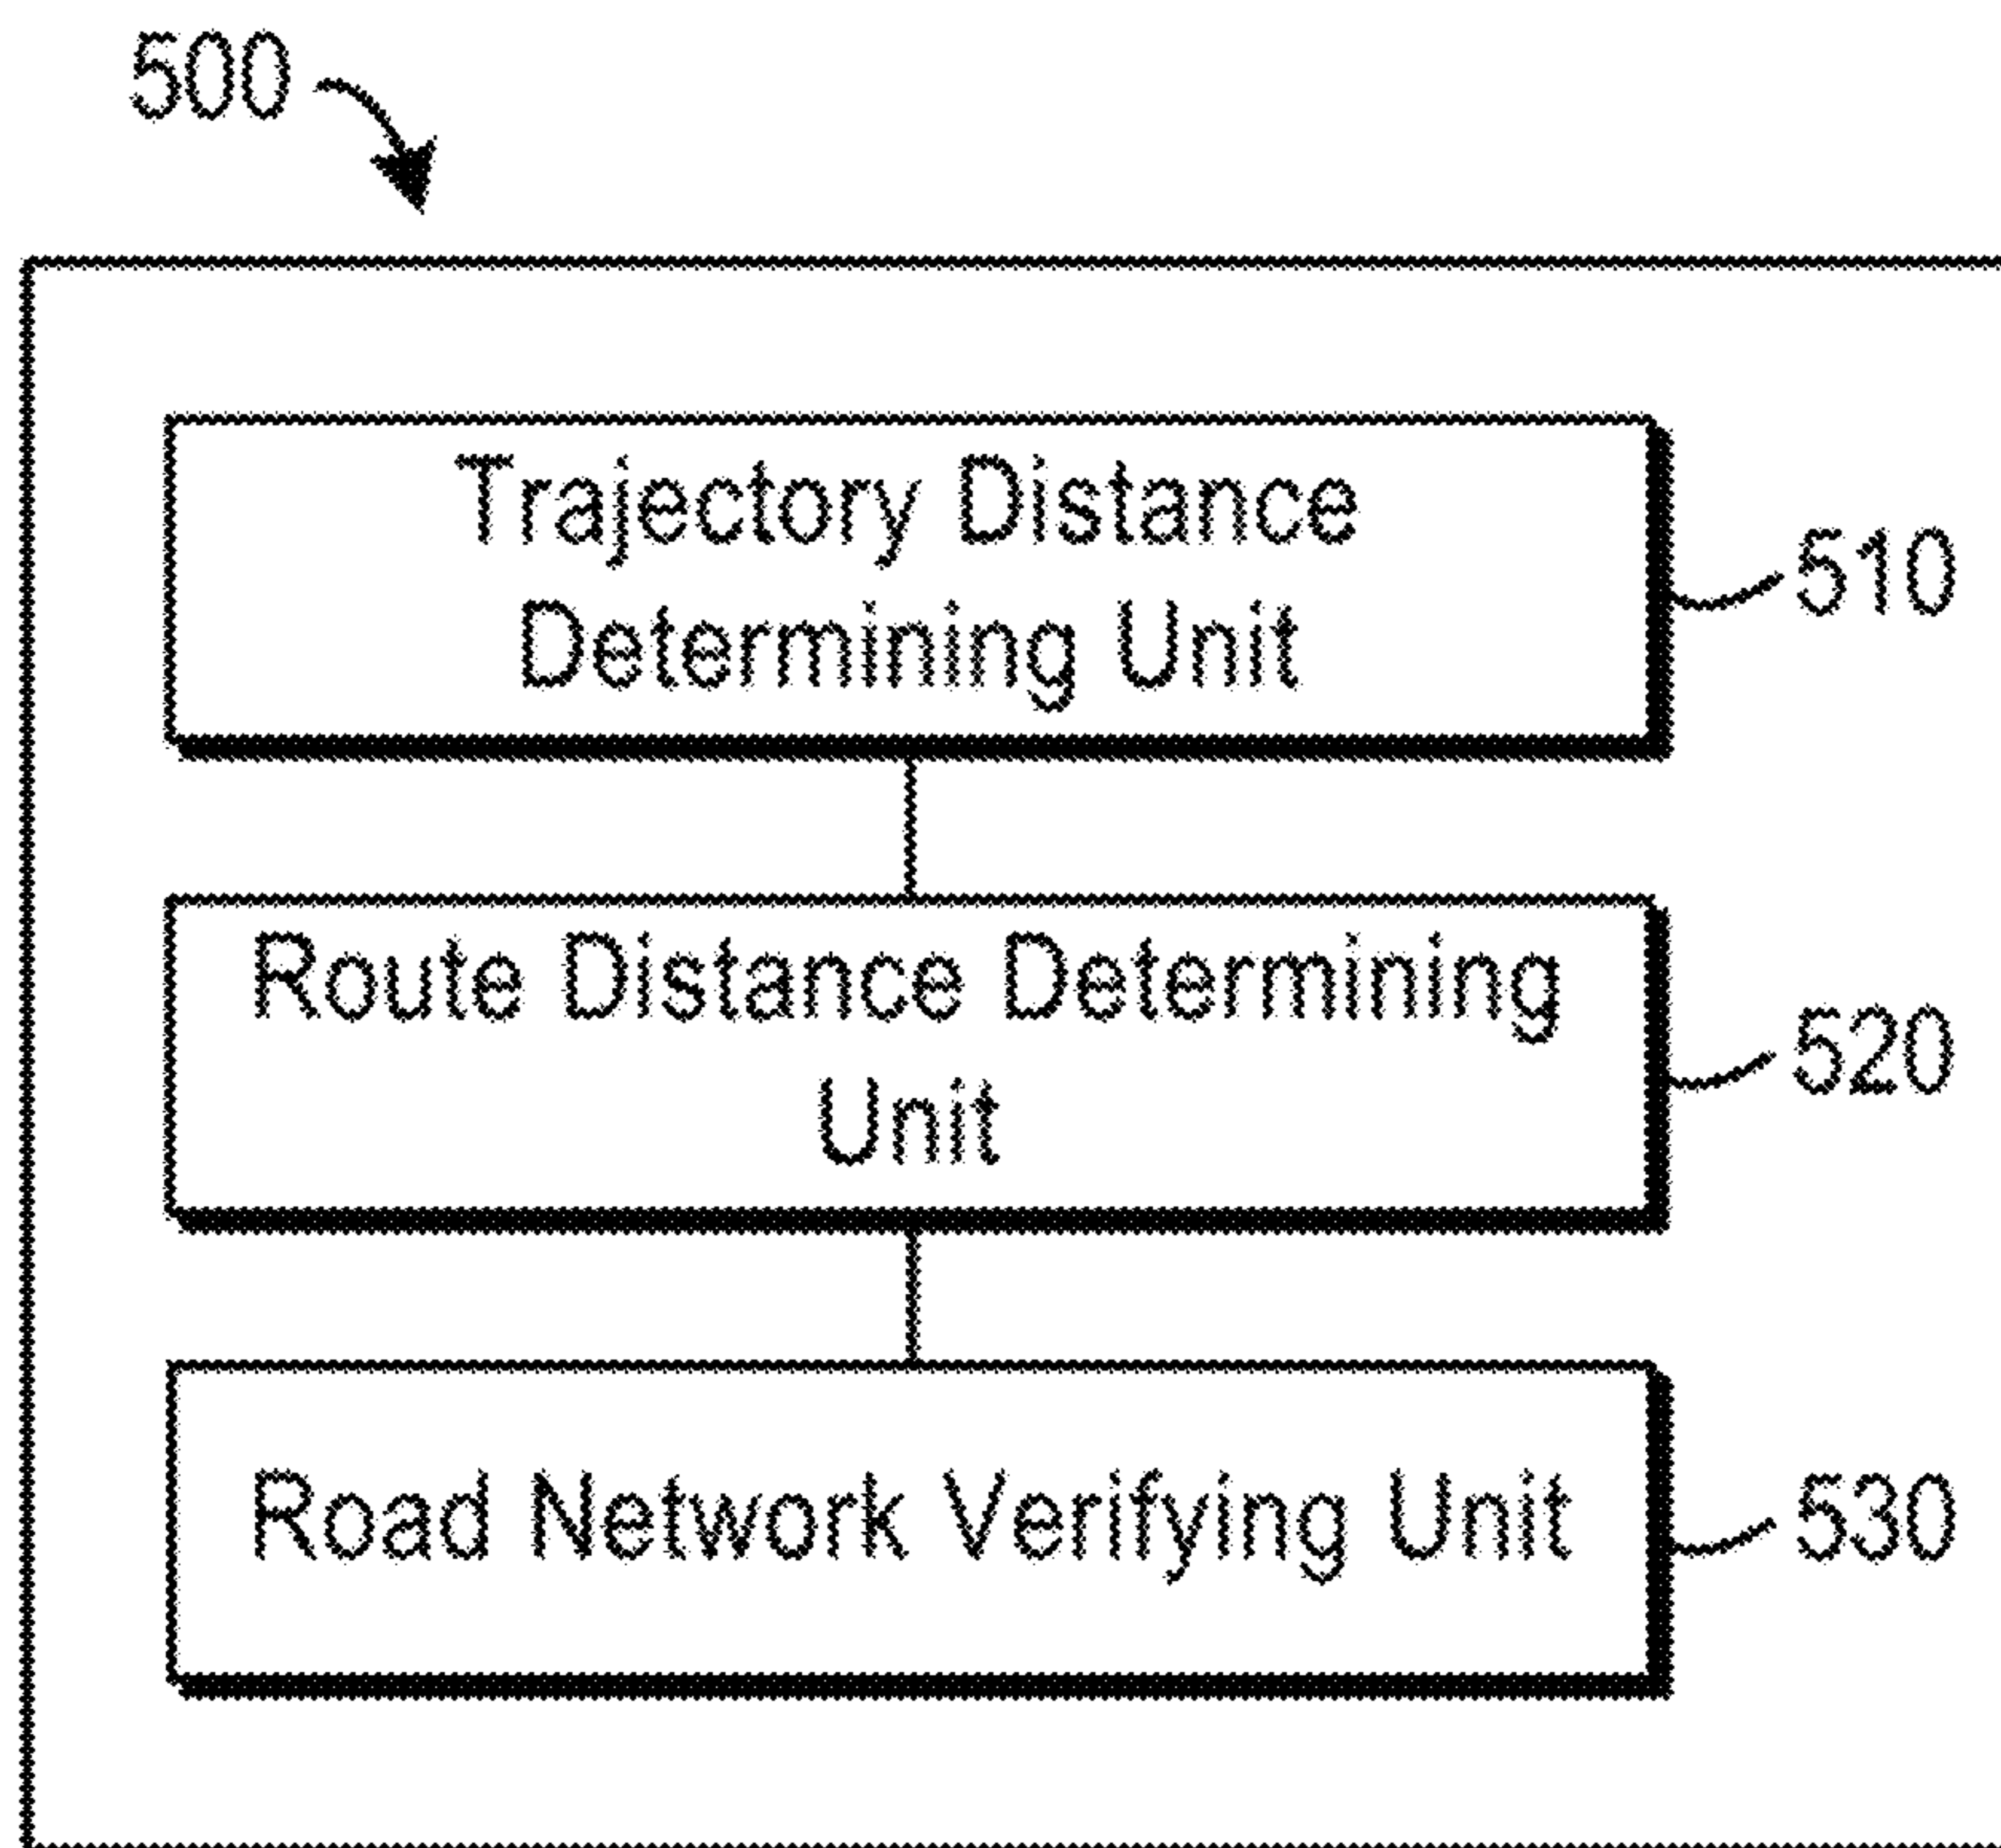 500
Trajectory Distance
Determining Unit
510
Route Distance Determining
Unit
520
Road Network Verifying Unit
530